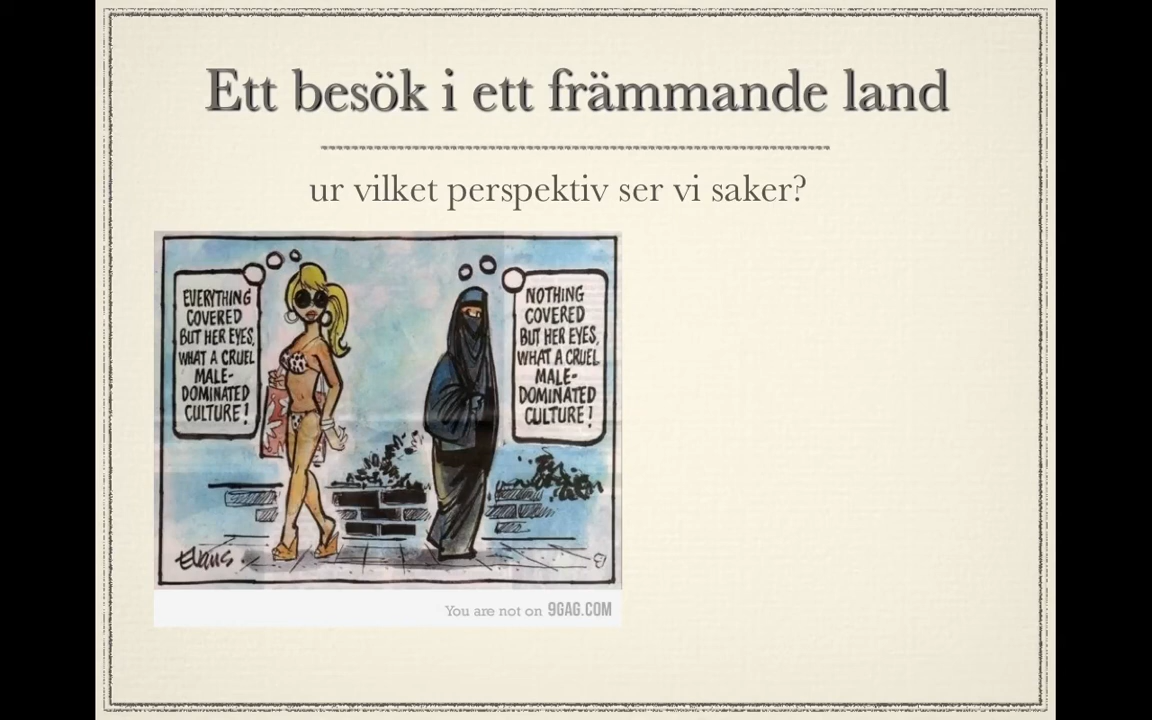 Ett besök i ett främmande land
ur vilket perspektiv ser vi saker?
EVERYTHING
COVERED
BUT HER EYES,
WHAT A CRUEL
MALE-
DOMINATED
CULTURE!
NOTHING
COVERED
BUT HER EYES,
WHAT A CRUEL
MALE-
DOMINATED
CULTURE!
Evans
You are not on 9GAG.COM